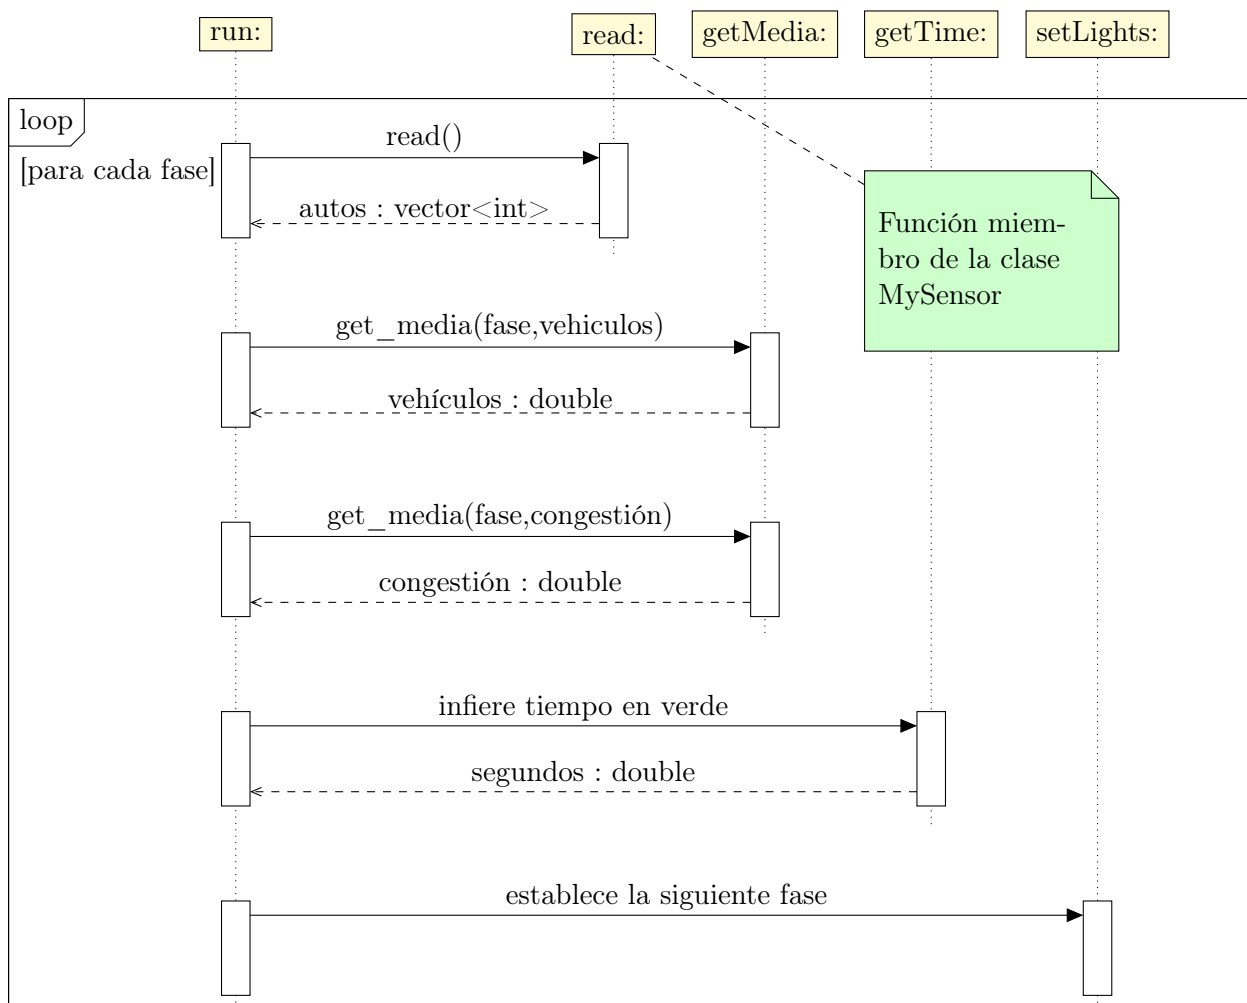 run:
read:
getMedia:
getTime:
setLights:
loop
[para cada fase]
read()
autos : vector<int>
Función miem-
bro de la clase
MySensor
get_media(fase,vehiculos)
vehículos : double
get_media(fase,congestión)
congestión : double
infiere tiempo en verde
segundos : double
establece la siguiente fase